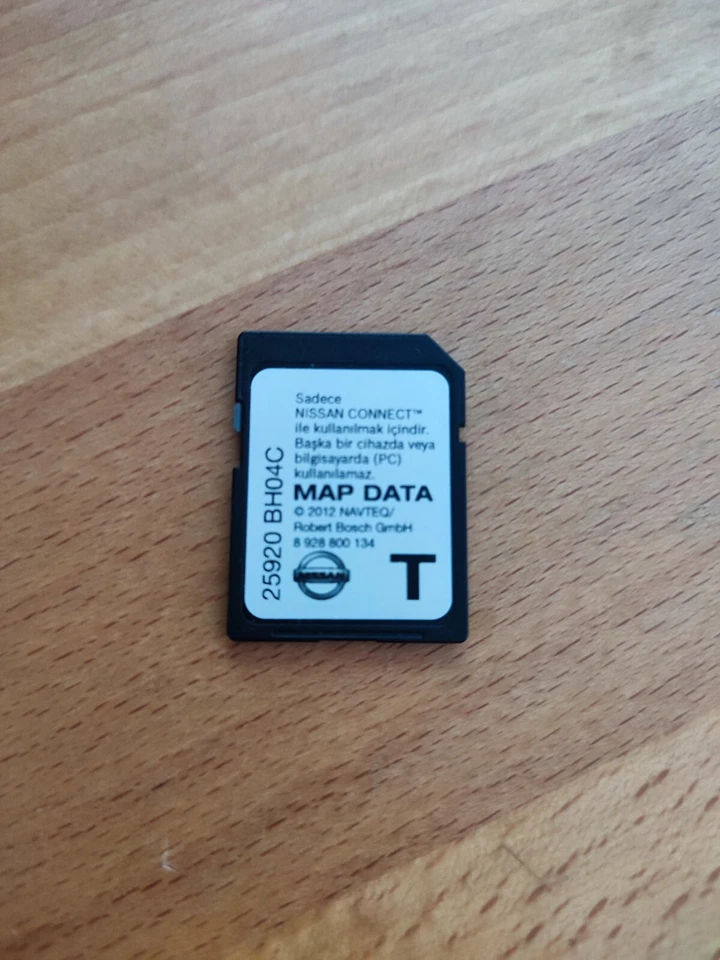 Sadece
NISSAN CONNECT™
ile kullanılmak içindir.
Başka bir cihazda veya
bilgisayarda (PC)
kullanılamaz.
MAP DATA
© 2012 NAVTEQ/
Robert Bosch GmbH
8 928 800 134
NISSAN
T
25920 BH04C